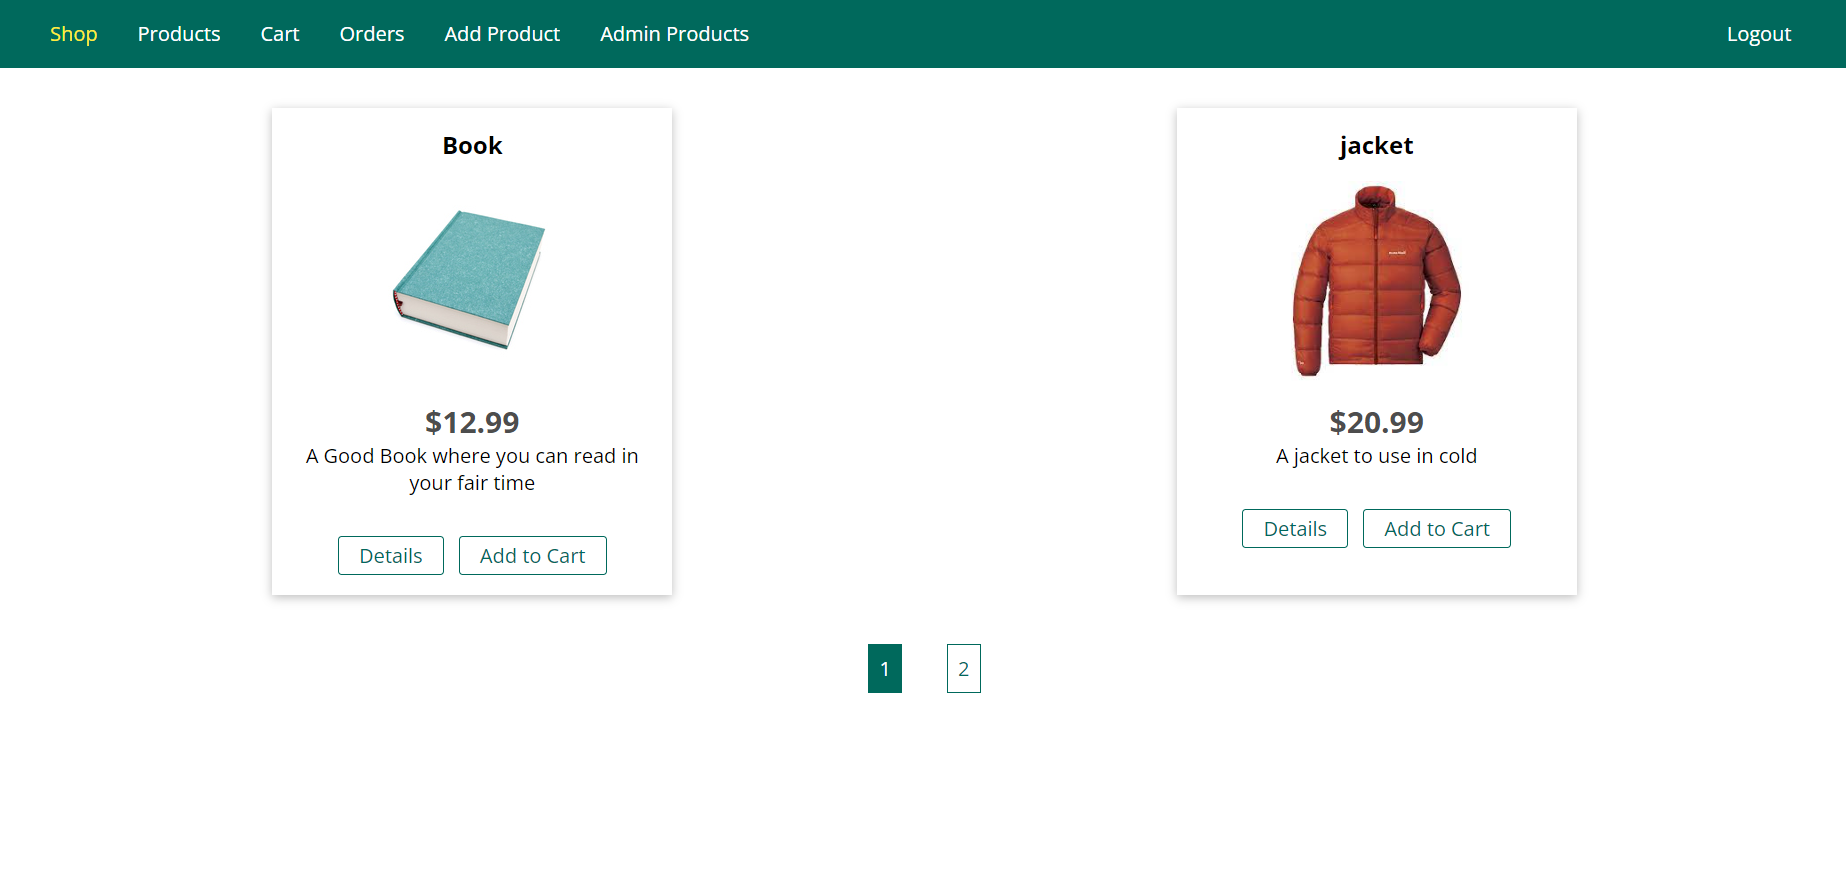 Shop Products Cart Orders Add Product Admin Products Logout
Book
$12.99
A Good Book where you can read in
your fair time
Details Add to Cart
jacket
$20.99
A jacket to use in cold
Details Add to Cart
1 2